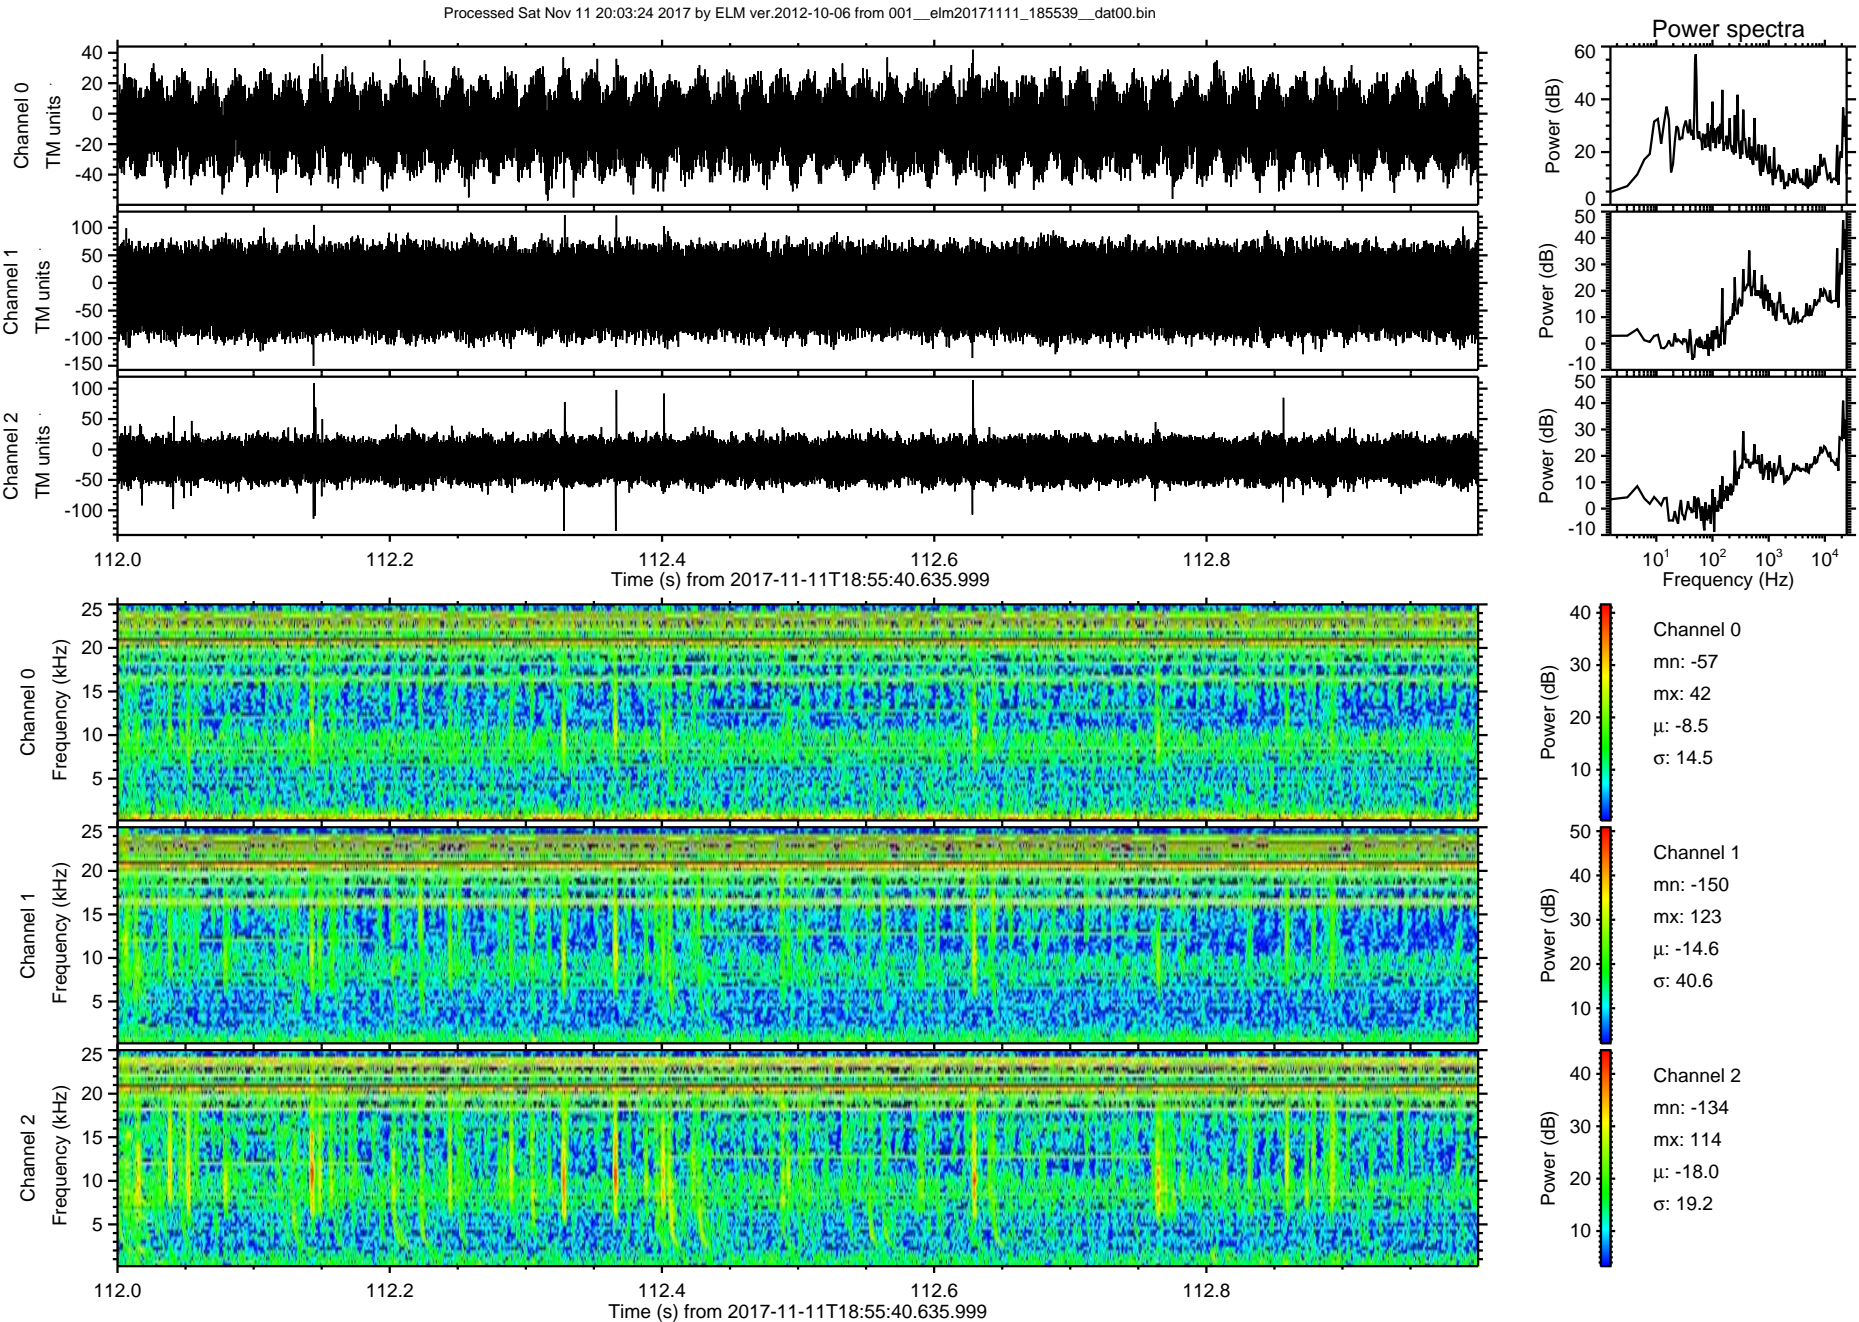 Processed Sat Nov 11 20:03:24 2017 by ELM ver.2012-10-06 from 001__elm20171111_185539__dat00.bin
Power spectra
Channel 0
TM units
40
20
0
-20
-40
Power (dB)
60
40
20
0
Channel 1
TM units
100
50
0
-50
-100
-150
Power (dB)
50
40
30
20
10
0
-10
Channel 2
TM units
100
50
0
-50
-100
Power (dB)
50
40
30
20
10
0
-10
112.0 112.2 112.4 112.6 112.8
Time (s) from 2017-11-11T18:55:40.635.999
10^1 10^2 10^3 10^4
Frequency (Hz)
Channel 0
Frequency (kHz)
25
20
15
10
5
Power (dB)
40
30
20
10
Channel 0
mn: -57
mx: 42
μ: -8.5
σ: 14.5
Channel 1
Frequency (kHz)
25
20
15
10
5
Power (dB)
50
40
30
20
10
Channel 1
mn: -150
mx: 123
μ: -14.6
σ: 40.6
Channel 2
Frequency (kHz)
25
20
15
10
5
Power (dB)
40
30
20
10
Channel 2
mn: -134
mx: 114
μ: -18.0
σ: 19.2
112.0 112.2 112.4 112.6 112.8
Time (s) from 2017-11-11T18:55:40.635.999